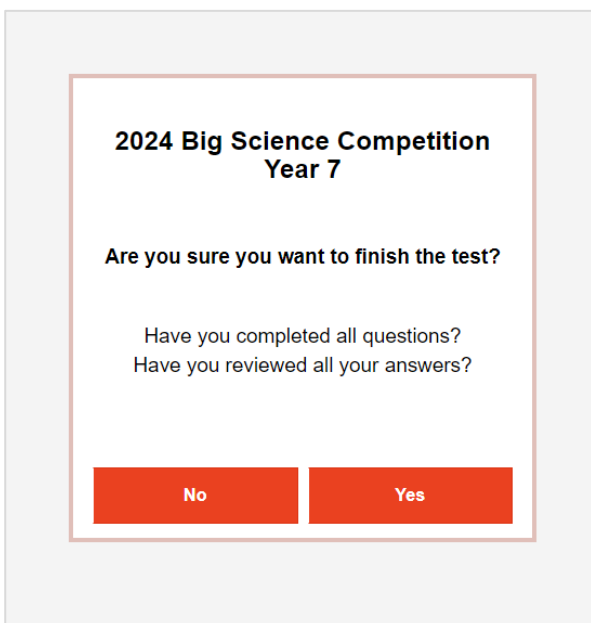 2024 Big Science Competition
Year 7
Are you sure you want to finish the test?
Have you completed all questions?
Have you reviewed all your answers?
No
Yes